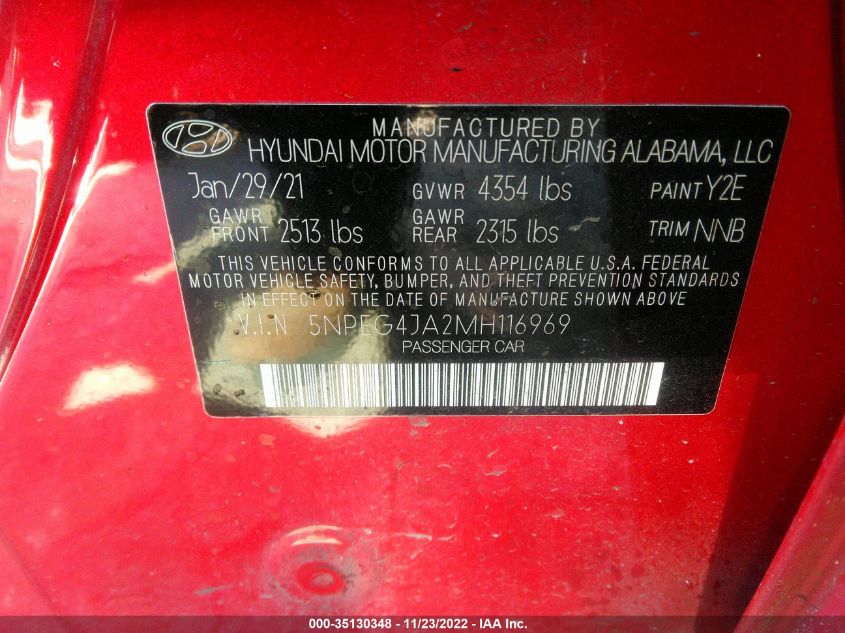 MANUFACTURED BY
HYUNDAI MOTOR MANUFACTURING ALABAMA, LLC
Jan/29/21 GVWR 4354 lbs PAINT Y2E
GAWR FRONT 2513 lbs GAWR REAR 2315 lbs TRIM NNB
THIS VEHICLE CONFORMS TO ALL APPLICABLE U.S.A. FEDERAL
MOTOR VEHICLE SAFETY, BUMPER, AND THEFT PREVENTION STANDARDS
IN EFFECT ON THE DATE OF MANUFACTURE SHOWN ABOVE
V.I.N 5NPEG4JA2MH116969
PASSENGER CAR
000-35130348 - 11/23/2022 - IAA Inc.